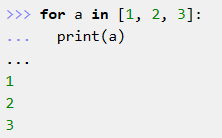 >>> for a in [1, 2, 3]:
...   print(a)
...
1
2
3